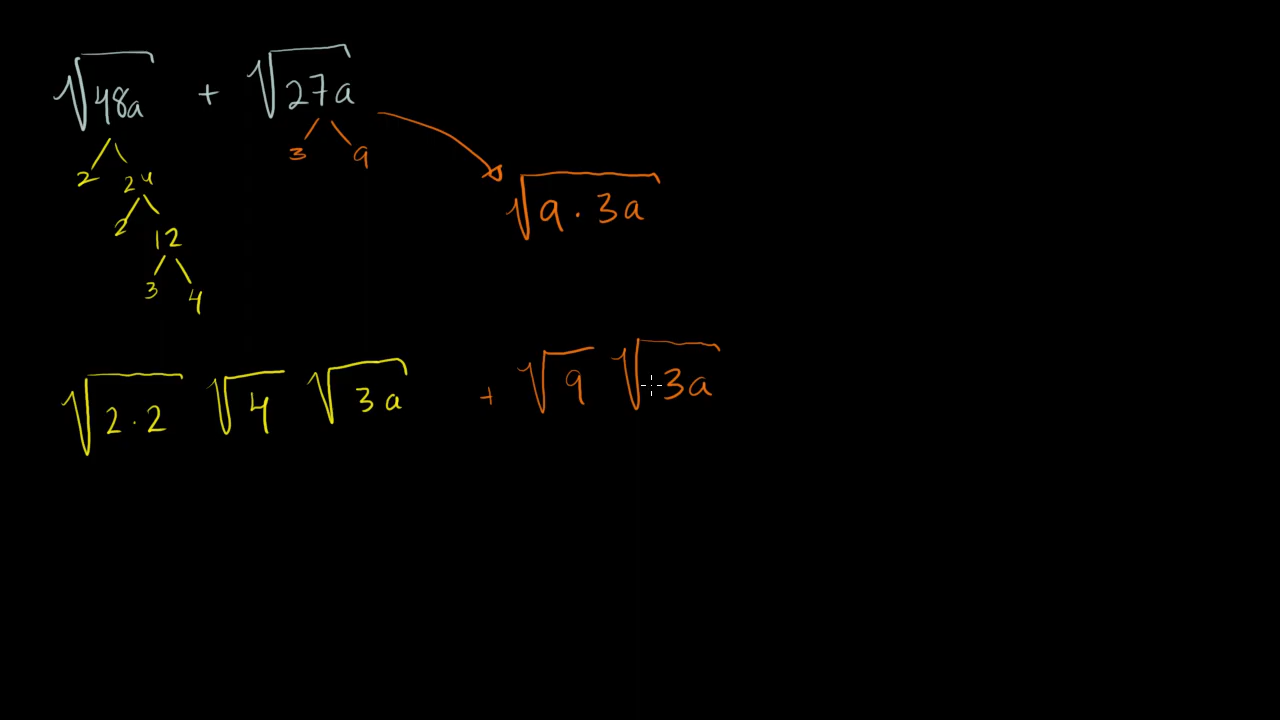 √48a + √27a
3 9
2 24
√9 · 3a
2 12
3 4
√2 · 2 √4 √3a + √9 √3a